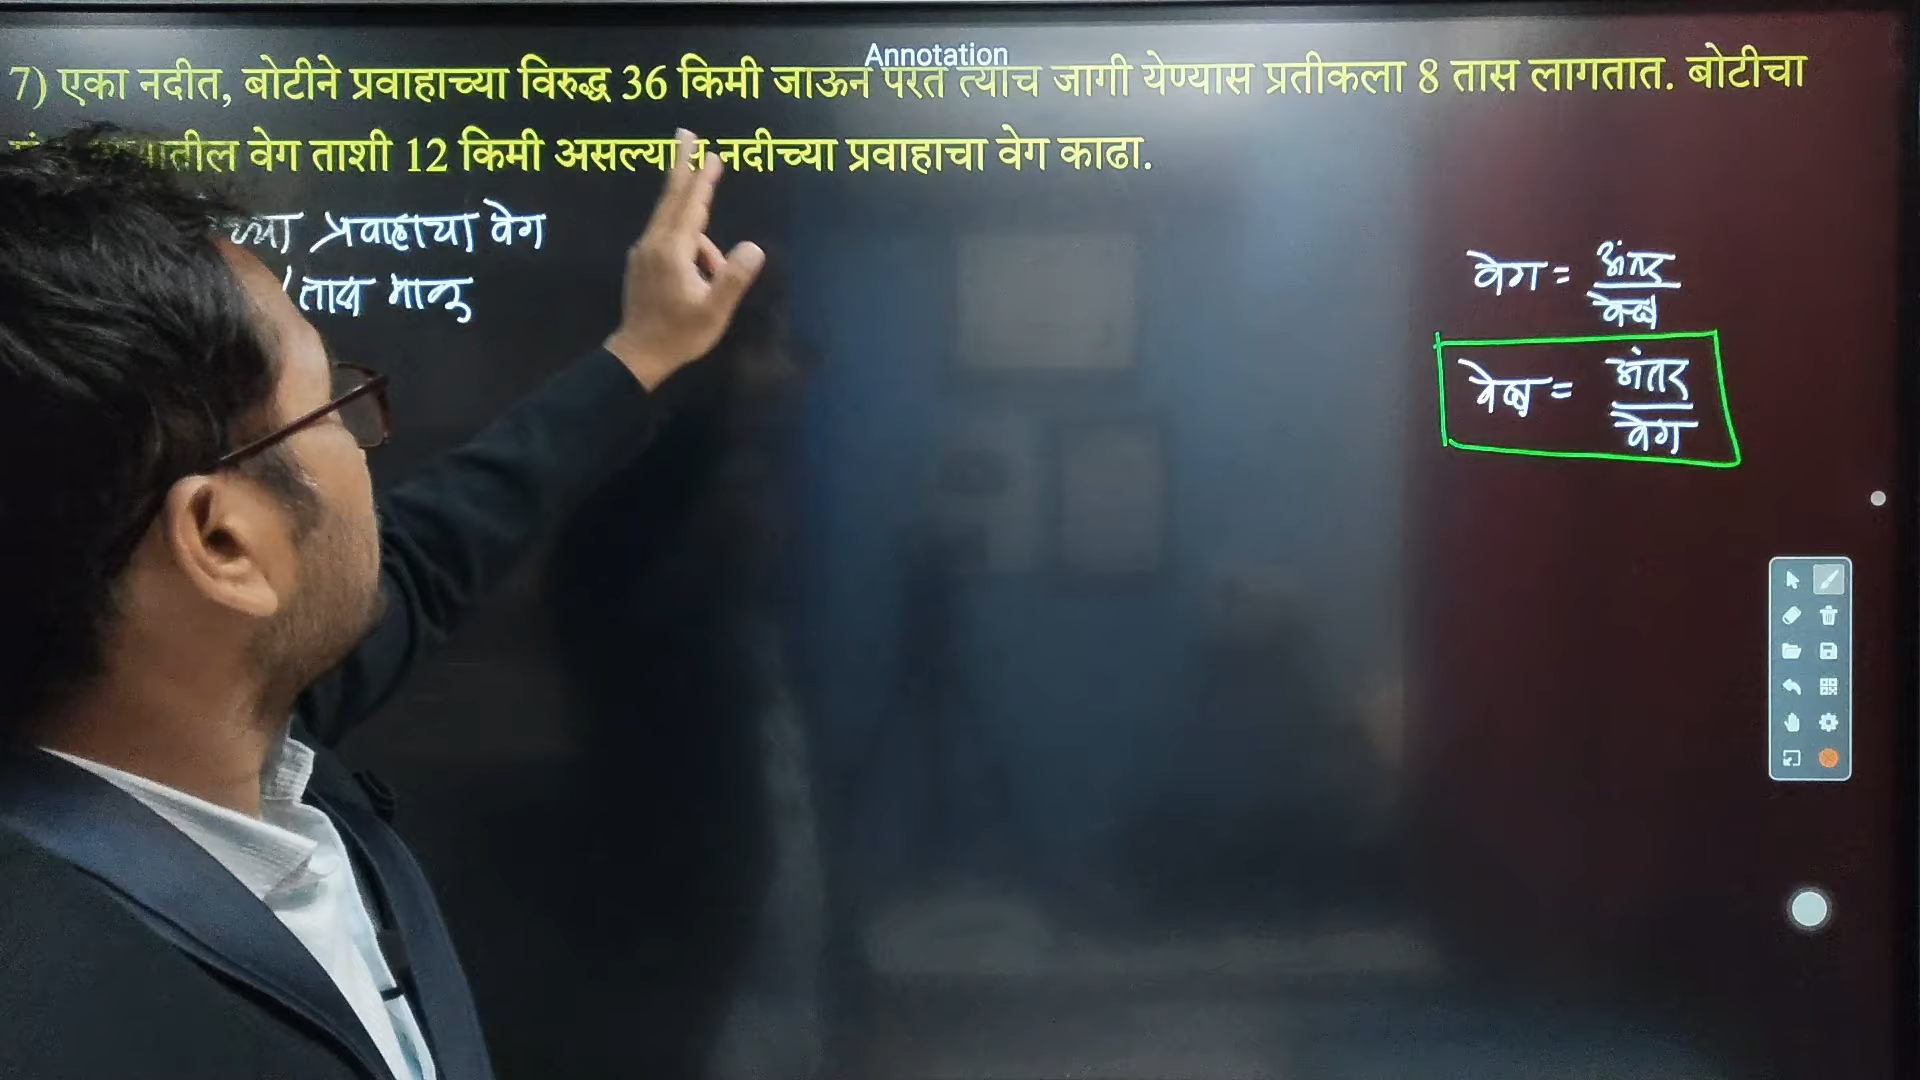 Annotation
7) एका नदीत, बोटीने प्रवाहाच्या विरुद्ध 36 किमी जाऊन परत त्याच जागी येण्यास प्रतीकला 8 तास लागतात. बोटीचा
वेग ताशी 12 किमी असल्यास नदीच्या प्रवाहाचा वेग काढा.
प्रवाहाचा वेग
/तास मानू
वेग = अंतर / वेळ
वेळ = अंतर / वेग